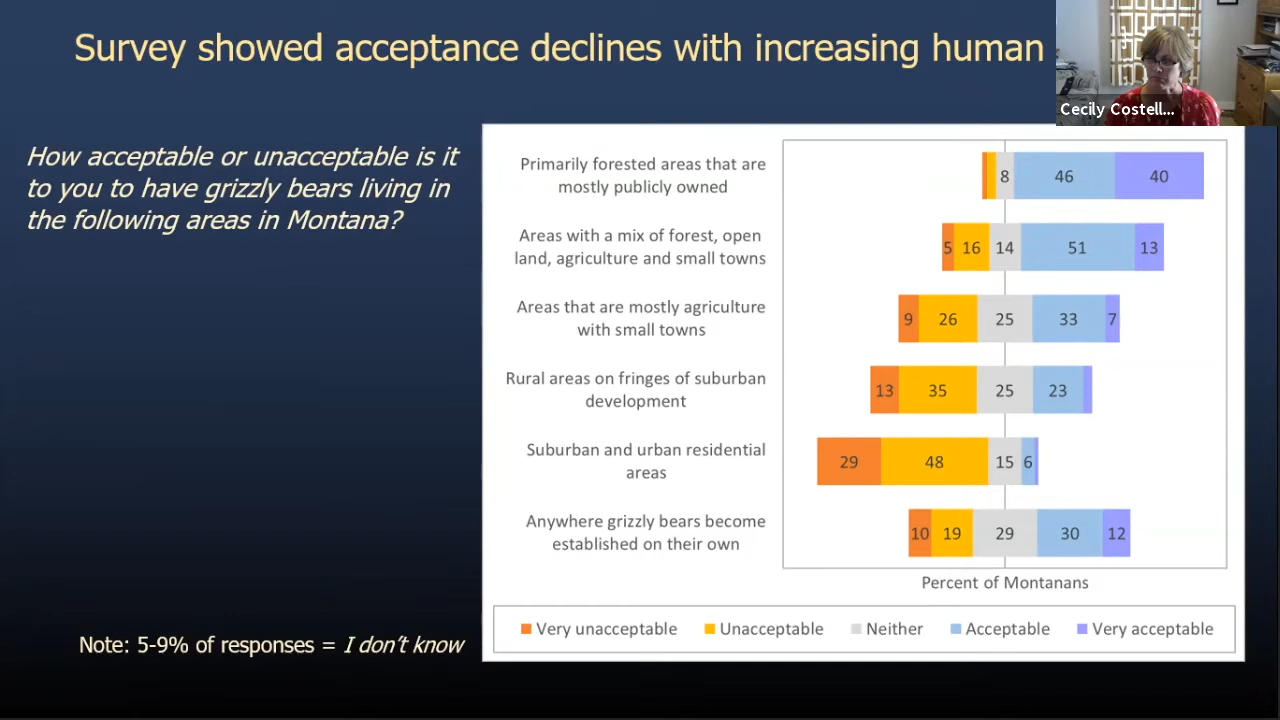 Survey showed acceptance declines with increasing human
Cecily Costell...
How acceptable or unacceptable is it
to you to have grizzly bears living in
the following areas in Montana?
Primarily forested areas that are
mostly publicly owned
8 46 40
Areas with a mix of forest, open
land, agriculture and small towns
5 16 14 51 13
Areas that are mostly agriculture
with small towns
9 26 25 33 7
Rural areas on fringes of suburban
development
13 35 25 23
Suburban and urban residential
areas
29 48 15 6
Anywhere grizzly bears become
established on their own
10 19 29 30 12
Percent of Montanans
Very unacceptable Unacceptable Neither Acceptable Very acceptable
Note: 5-9% of responses = I don't know